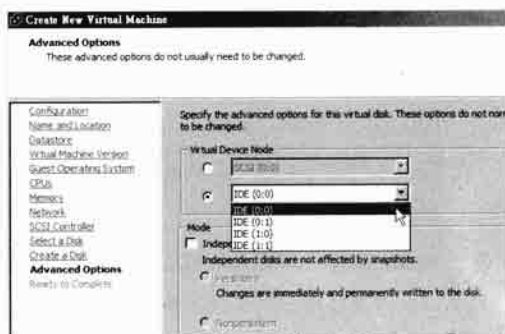 Create New Virtual Machine
Advanced Options
These advanced options do not usually need to be changed.
Configuration
Name and Location
Datastore
Virtual Machine Version
Guest Operating System
CPUs
Memory
Network
SCSI Controller
Select a Disk
Create a Disk
Advanced Options
Ready to Complete
Specify the advanced options for this virtual disk. These options do not nor
to be changed.
Virtual Device Node
SCSI (0:0)
IDE (0:0)
IDE (0:0)
IDE (0:1)
IDE (1:0)
IDE (1:1)
Mode
Indep
Independent disks are not affected by snapshots.
Persistent
Changes are immediately and permanently written to the disk.
Nonpersistent